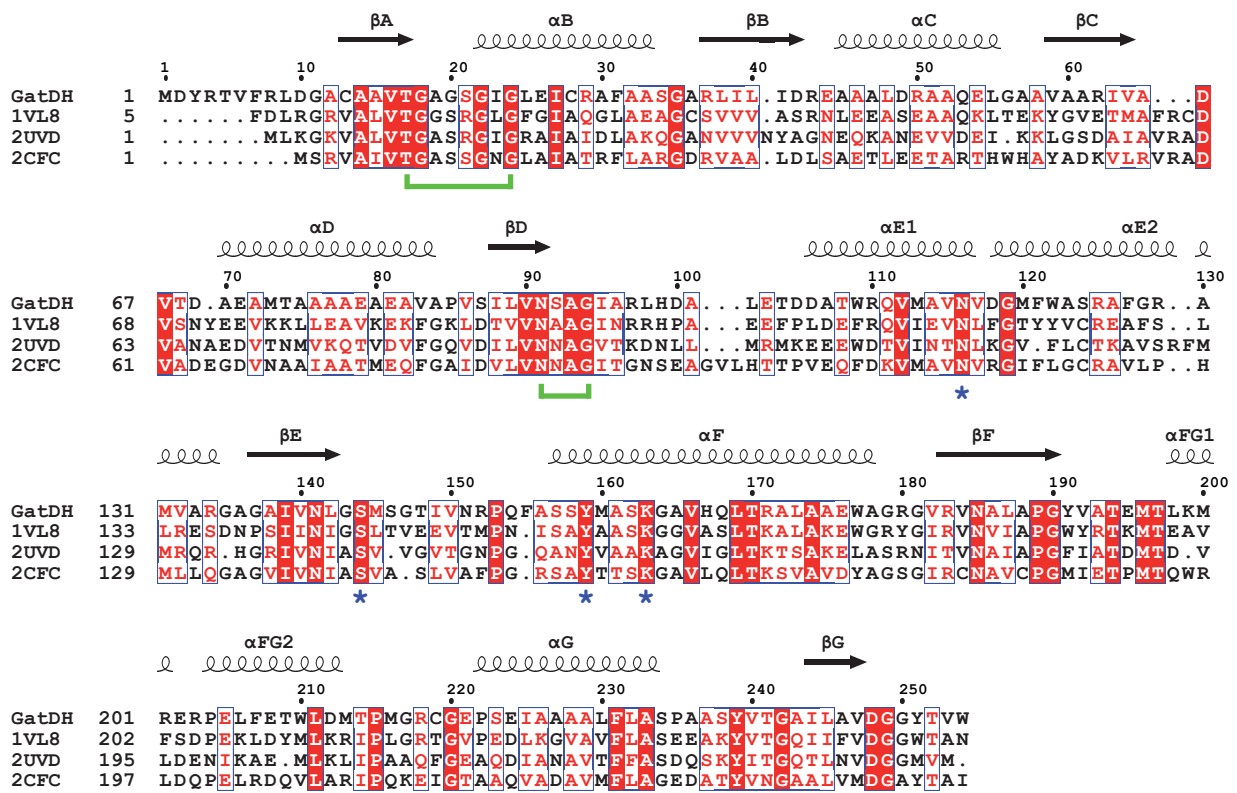 βA αB βB αC βC
1 10 20 30 40 50 60
GatDH 1 MDYRTVFRLDGACAAVTGAGSGIGLEICRAFAASGARLIL.IDREAAALDRAAQELGAAVAARIVA...D
1VL8 5 ......FDLRGRVALVTGGSRGLGFGIAQGLAEAGCSVVV.ASRNLEEASEAAQKLTEKYGVETMAFRCD
2UVD 1 .......MLKGKVALVTGASRGIGRAIAIDLAKQGANVVVNYAGNEQKANEVVDEI.KKLGSDAIAVRAD
2CFC 1 .........MSRVAIVTGASSGNGLAIATRFLARGDRVAA.LDLSAETLEETARTHWHAYADKVLRVRAD
αD βD αE1 αE2
70 80 90 100 110 120 130
GatDH 67 VTD.AEAMTAAAAEAEAVAPVSILVNSAGIARLHDA...LETDDATWRQVMAVNVDGMFWASRAFGR..A
1VL8 68 VSNYEEVKKLLEAVKEKFGKLDTVVNAAGINRRHPA...EEFPLDEFRQVIEVNLFGTYYVCREAFS..L
2UVD 63 VANAEDVTNMVKQTVDVFGQVDILVNNAGVTKDNLL...MRMKEEEWDTVINTNLKGV.FLCTKAVSRFM
2CFC 61 VADEGDVNAAIAATMEQFGAIDVLVNNAGITGNSEAGVLHTTPVEQFDKVMAVNVRGIFLGCRAVLP..H
*
βE αF βF αFG1
140 150 160 170 180 190 200
GatDH 131 MVARGAGAIVNLGSMSGTIVNRPQFASSYMASKGAVHQLTRALAAEWAGRGVRVNALAPGYVATEMTLKM
1VL8 133 LRESDNPSIINIGSLTVEEVTMPN.ISAYAASKGGVASLTKALAKEWGRYGIRVNVIAPGWYRTKMTEAV
2UVD 129 MRQR.HGRIVNIASV.VGVTGNPG.QANYVAAKAGVIGLTKTSAKELASRNITVNAIAPGFIATDMTD.V
2CFC 129 MLLQGAGVIVNIASVA.SLVAFPG.RSAYTTSKGAVLQLTKSVAVDYAGSGIRCNAVCPGMIETPMTQWR
* * *
αFG2 αG βG
210 220 230 240 250
GatDH 201 RERPELFETWLDMTPMGRCGEPSEIAAAALFLASPAASYVTGAILAVDGGYTVW
1VL8 202 FSDPEKLDYMLKRIPLGRTGVPEDLKGVAVFLASEEAKYVTGQIIFVDGGWTAN
2UVD 195 LDENIKAE.MLKLIPAAQFGEAQDIANAVTFFASDQSKYITGQTLNVDGGMVM.
2CFC 197 LDQPELRDQVLARIPQKEIGTAAQVADAVMFLAGEDATYVNGAALVMDGAYTAI